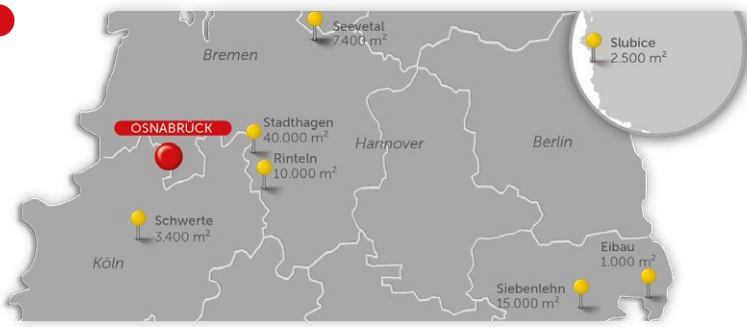 Seevetal
7.400 m²
Bremen
Slubice
2.500 m²
OSNABRÜCK
Stadthagen
40.000 m²
Hannover
Berlin
Rinteln
10.000 m²
Schwerte
3.400 m²
Köln
Eibau
1.000 m²
Siebenlehn
15.000 m²